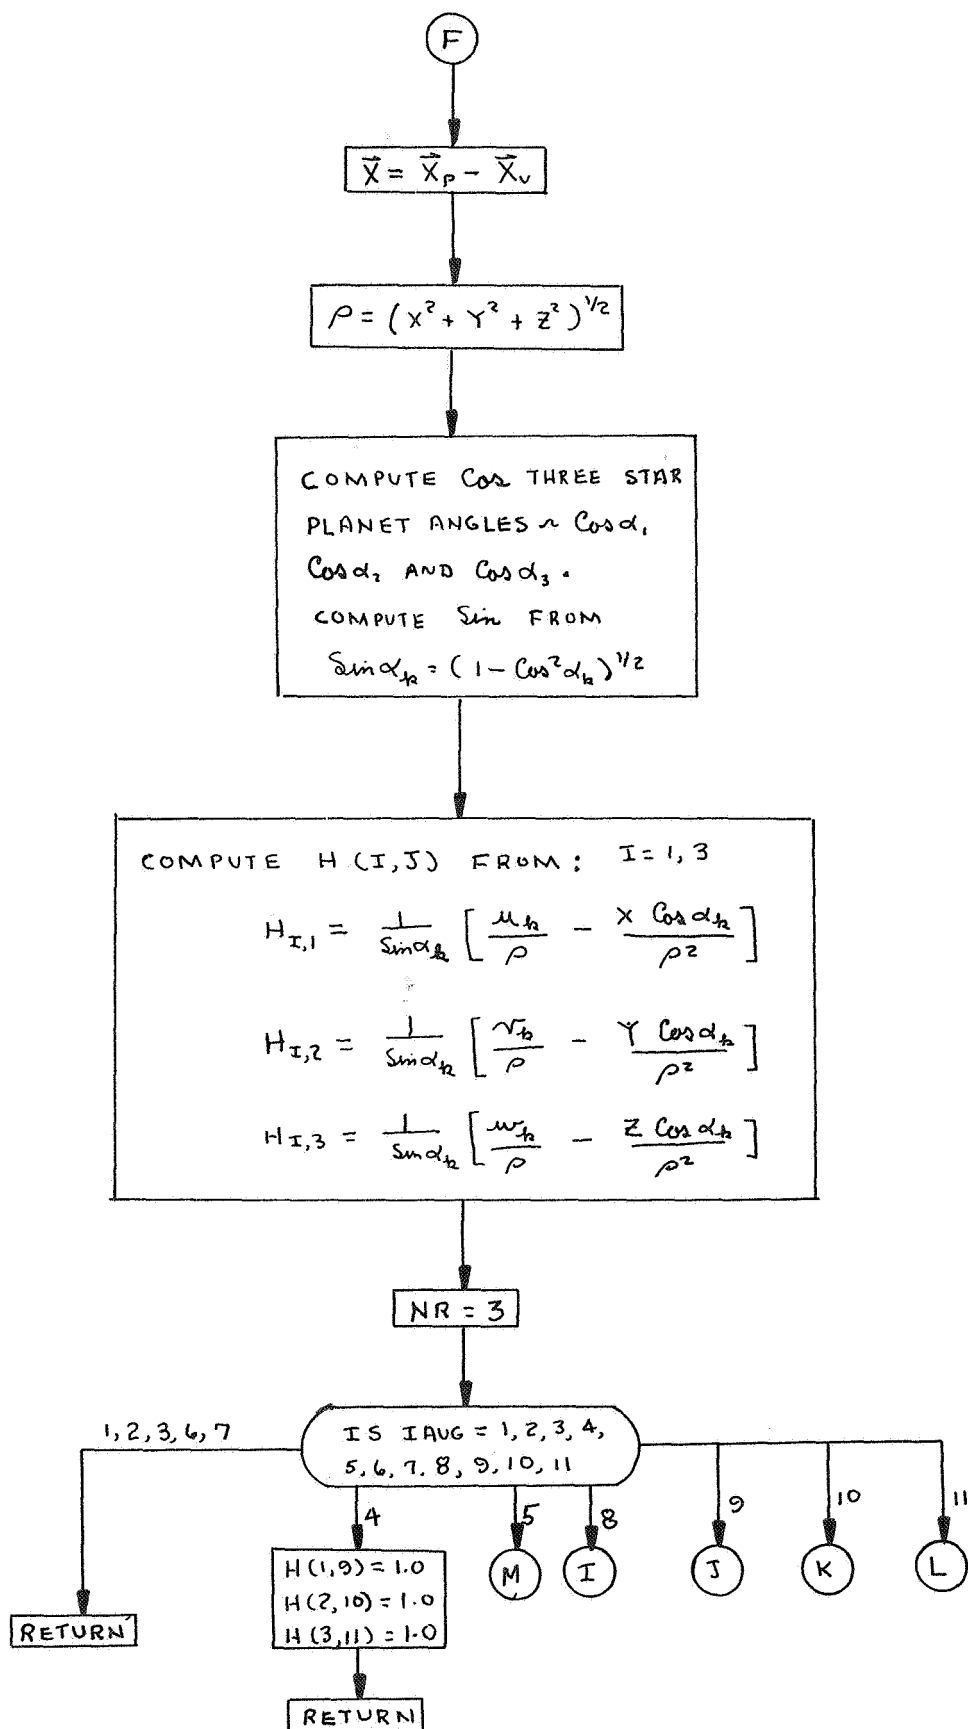 F
X⃗ = X⃗ₚ - X⃗ᵥ
ρ = (X² + Y² + Z²)^1/2
COMPUTE Cos THREE STAR
PLANET ANGLES ~ Cos α₁
Cos α₂ AND Cos α₃.
COMPUTE Sin FROM
Sin αₖ = (1 - Cos² αₖ)^1/2
COMPUTE H (I,J) FROM: I = 1, 3
H_I,1 = 1/Sin αₖ [ uₖ/ρ - X Cos αₖ/ρ² ]
H_I,2 = 1/Sin αₖ [ vₖ/ρ - Y Cos αₖ/ρ² ]
H_I,3 = 1/Sin αₖ [ wₖ/ρ - Z Cos αₖ/ρ² ]
NR = 3
IS IAUG = 1, 2, 3, 4,
5, 6, 7, 8, 9, 10, 11
1, 2, 3, 6, 7
4
5
8
9
10
11
H(1,9) = 1.0
H(2,10) = 1.0
H(3,11) = 1.0
M
I
J
K
L
RETURN
RETURN